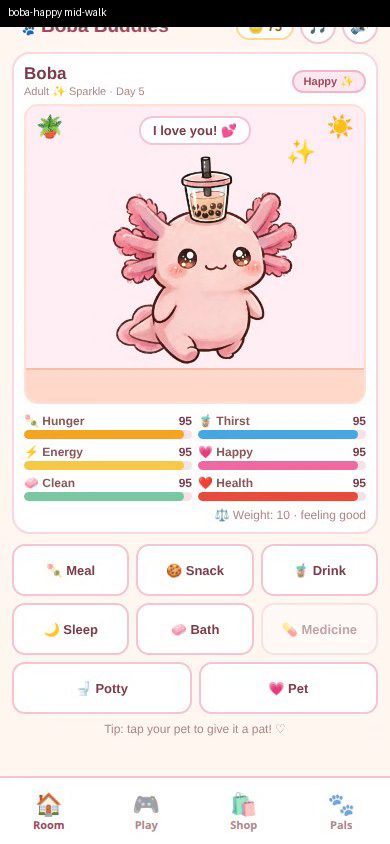 boba-happy mid-walk
Boba Buddies
75
Boba
Adult ✨ Sparkle · Day 5
Happy ✨
I love you! 💕
Hunger 95
Thirst 95
Energy 95
Happy 95
Clean 95
Health 95
Weight: 10 · feeling good
Meal
Snack
Drink
Sleep
Bath
Medicine
Potty
Pet
Tip: tap your pet to give it a pat! ♡
Room
Play
Shop
Pals